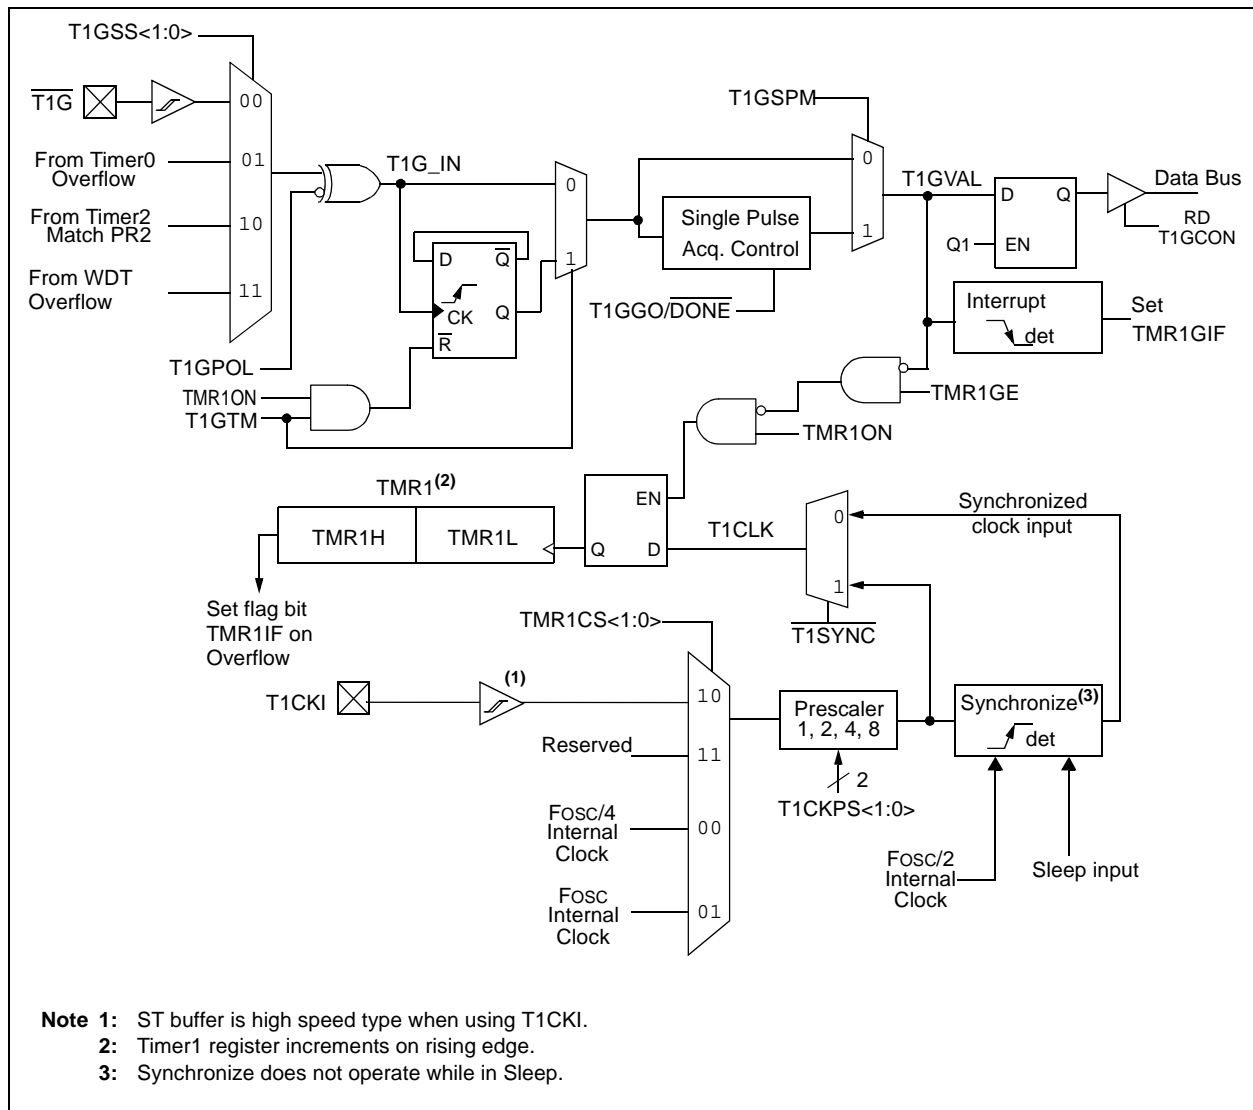 T1GSS<1:0>
T1G
00
From Timer0
Overflow
01
From Timer2
Match PR2
10
From WDT
Overflow
11
T1GPOL
TMR1ON
T1GTM
T1G_IN
D
Q
CK
Q
R
0
1
T1GSPM
Single Pulse
Acq. Control
T1GGO/DONE
0
1
T1GVAL
D
Q
Q1
EN
Data Bus
RD
T1GCON
Interrupt
det
Set
TMR1GIF
TMR1GE
TMR1ON
TMR1(2)
TMR1H
TMR1L
EN
Q
D
T1CLK
0
1
T1SYNC
Synchronized
clock input
Set flag bit
TMR1IF on
Overflow
TMR1CS<1:0>
T1CKI
(1)
10
Reserved
11
FOSC/4
Internal
Clock
00
FOSC
Internal
Clock
01
Prescaler
1, 2, 4, 8
2
T1CKPS<1:0>
Synchronize(3)
det
FOSC/2
Internal
Clock
Sleep input
Note 1: ST buffer is high speed type when using T1CKI.
2: Timer1 register increments on rising edge.
3: Synchronize does not operate while in Sleep.